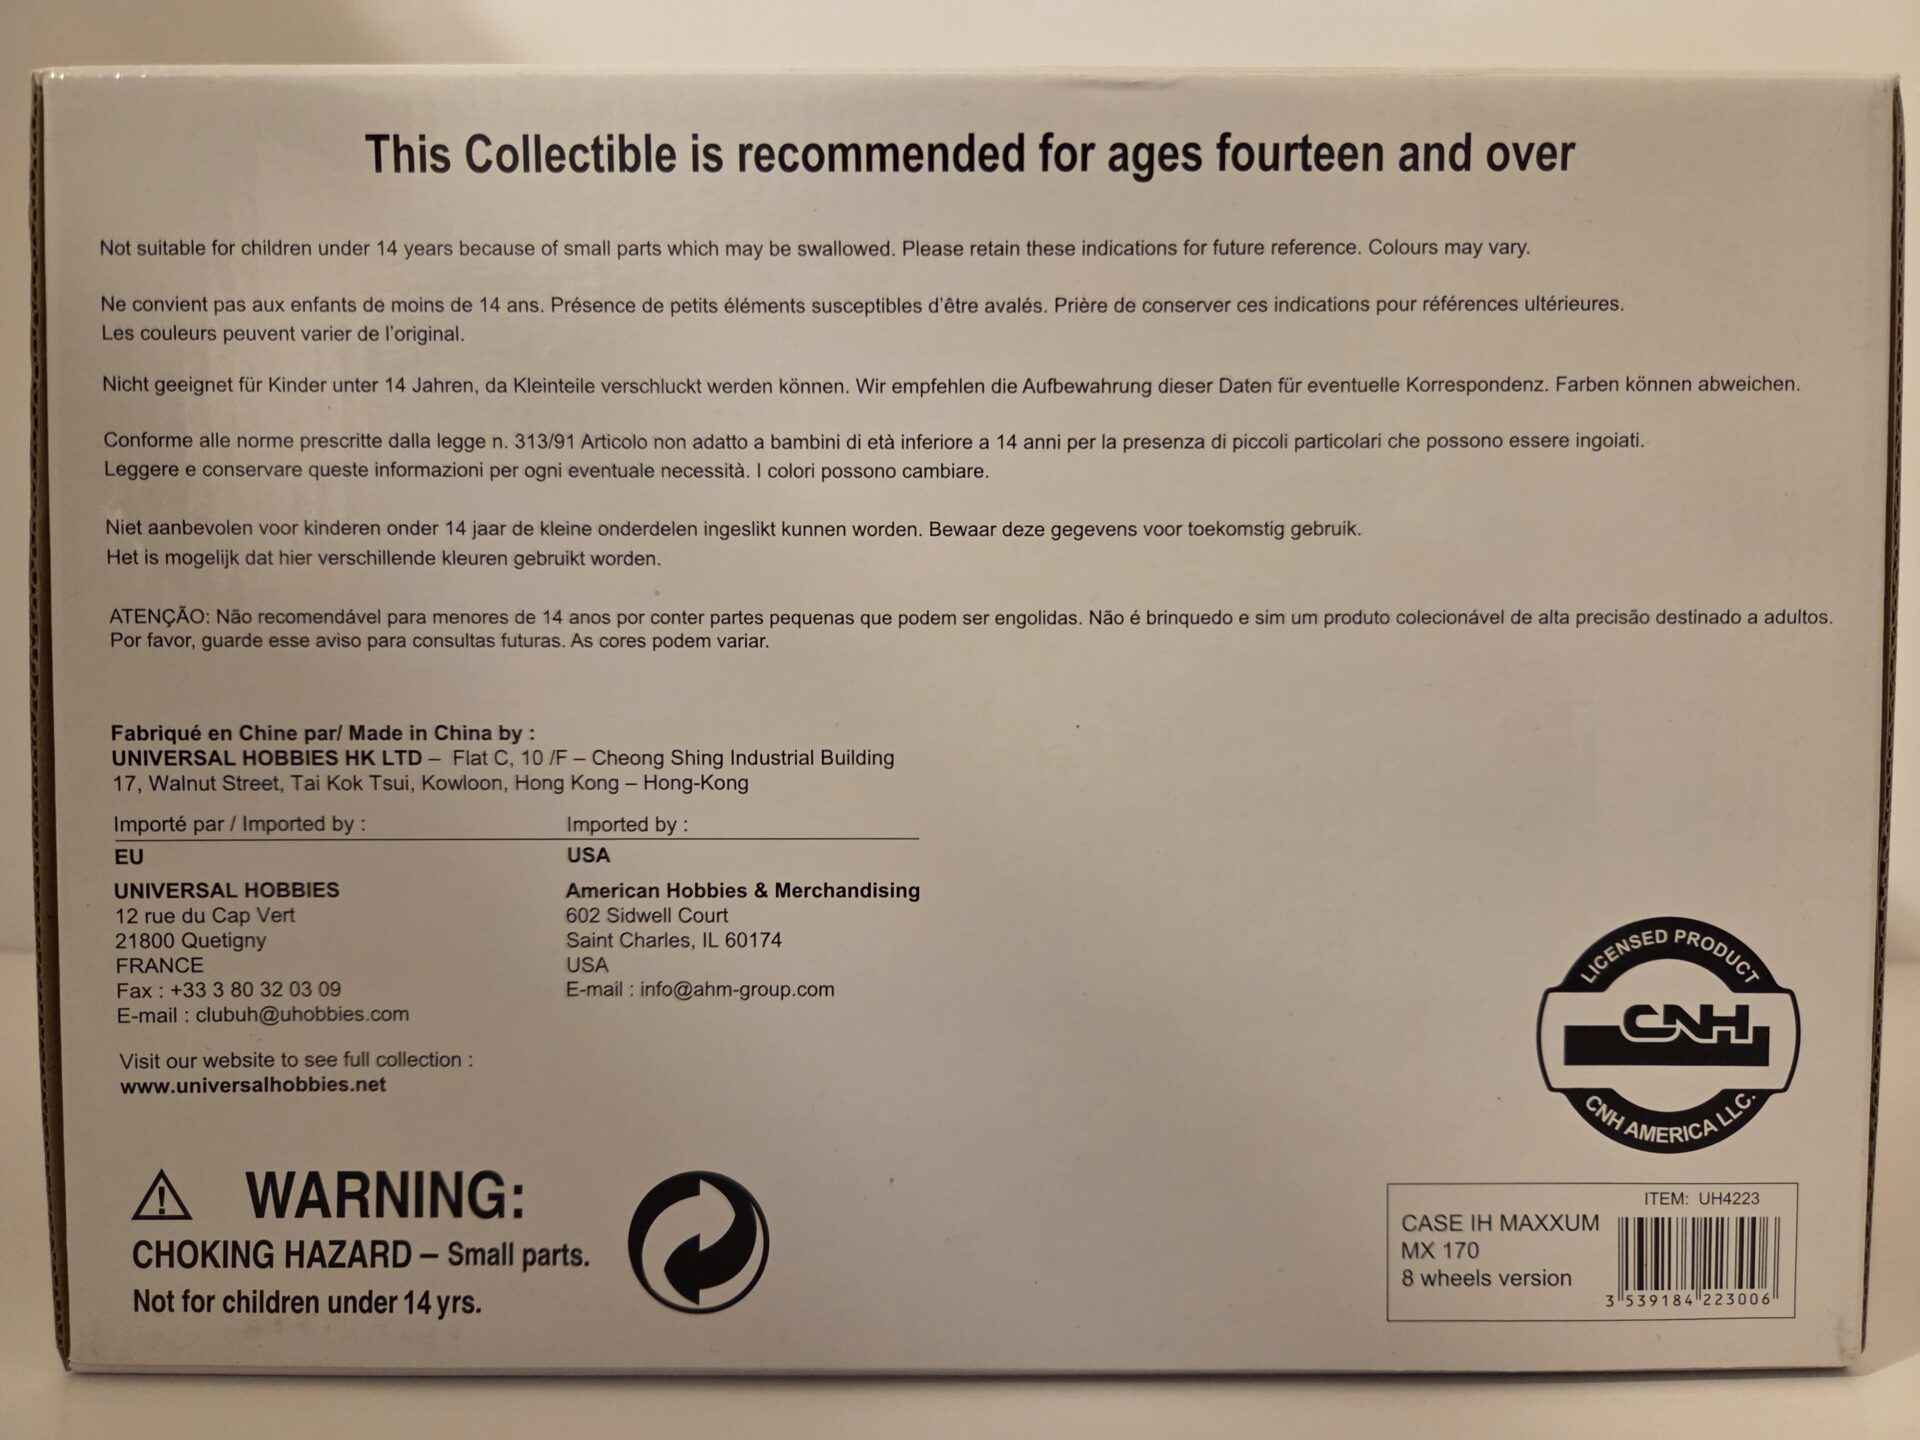 This Collectible is recommended for ages fourteen and over
Not suitable for children under 14 years because of small parts which may be swallowed. Please retain these indications for future reference. Colours may vary.
Ne convient pas aux enfants de moins de 14 ans. Présence de petits éléments susceptibles d'être avalés. Prière de conserver ces indications pour références ultérieures.
Les couleurs peuvent varier de l'original.
Nicht geeignet für Kinder unter 14 Jahren, da Kleinteile verschluckt werden können. Wir empfehlen die Aufbewahrung dieser Daten für eventuelle Korrespondenz. Farben können abweichen.
Conforme alle norme prescritte dalla legge n. 313/91 Articolo non adatto a bambini di età inferiore a 14 anni per la presenza di piccoli particolari che possono essere ingoiati.
Leggere e conservare queste informazioni per ogni eventuale necessità. I colori possono cambiare.
Niet aanbevolen voor kinderen onder 14 jaar de kleine onderdelen ingeslikt kunnen worden. Bewaar deze gegevens voor toekomstig gebruik.
Het is mogelijk dat hier verschillende kleuren gebruikt worden.
ATENÇÃO: Não recomendável para menores de 14 anos por conter partes pequenas que podem ser engolidas. Não é brinquedo e sim um produto colecionável de alta precisão destinado a adultos.
Por favor, guarde esse aviso para consultas futuras. As cores podem variar.
Fabriqué en Chine par/ Made in China by :
UNIVERSAL HOBBIES HK LTD – Flat C, 10 /F – Cheong Shing Industrial Building
17, Walnut Street, Tai Kok Tsui, Kowloon, Hong Kong – Hong-Kong
Importé par / Imported by :
EU
UNIVERSAL HOBBIES
12 rue du Cap Vert
21800 Quetigny
FRANCE
Fax : +33 3 80 32 03 09
E-mail : clubuh@uhobbies.com
Imported by :
USA
American Hobbies & Merchandising
602 Sidwell Court
Saint Charles, IL 60174
USA
E-mail : info@ahm-group.com
Visit our website to see full collection :
www.universalhobbies.net
LICENSED PRODUCT
CNH
CNH AMERICA LLC.
WARNING:
CHOKING HAZARD – Small parts.
Not for children under 14 yrs.
ITEM: UH4223
CASE IH MAXXUM
MX 170
8 wheels version
3 539184 223006